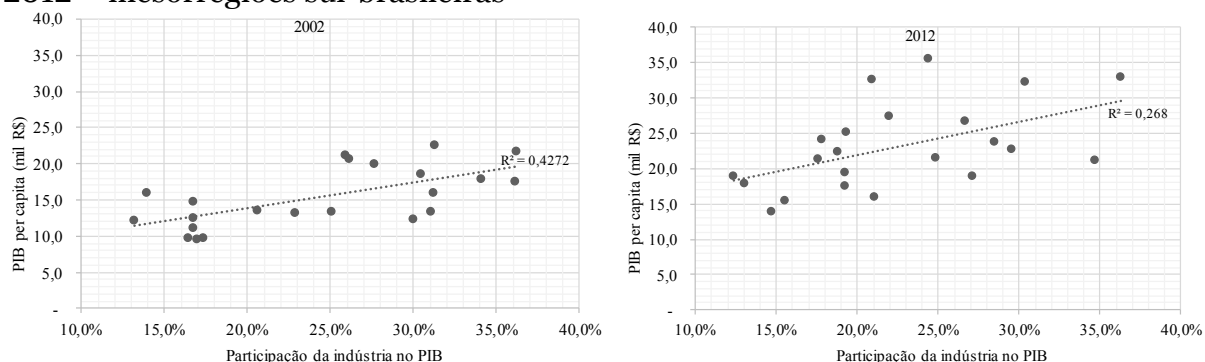 2012 – mesorregiões sul-brasileiras
2002
PIB per capita (mil R$)
40,0
35,0
30,0
25,0
20,0
15,0
10,0
5,0
-
R² = 0,4272
10,0% 15,0% 20,0% 25,0% 30,0% 35,0% 40,0%
Participação da indústria no PIB
2012
PIB per capita (mil R$)
40,0
35,0
30,0
25,0
20,0
15,0
10,0
5,0
-
R² = 0,268
10,0% 15,0% 20,0% 25,0% 30,0% 35,0% 40,0%
Participação da indústria no PIB